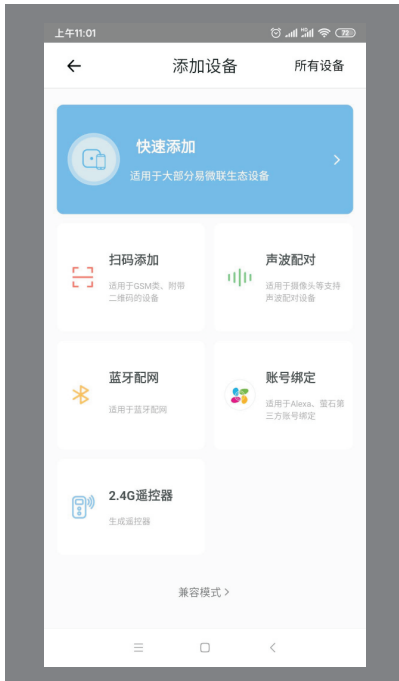 上午11:01
72
添加设备
所有设备
快速添加
适用于大部分易微联生态设备
扫码添加
适用于GSM类、附带
二维码的设备
声波配对
适用于摄像头等支持
声波配对设备
蓝牙配网
适用于蓝牙配网
账号绑定
适用于Alexa、萤石第
三方账号绑定
2.4G遥控器
生成遥控器
兼容模式